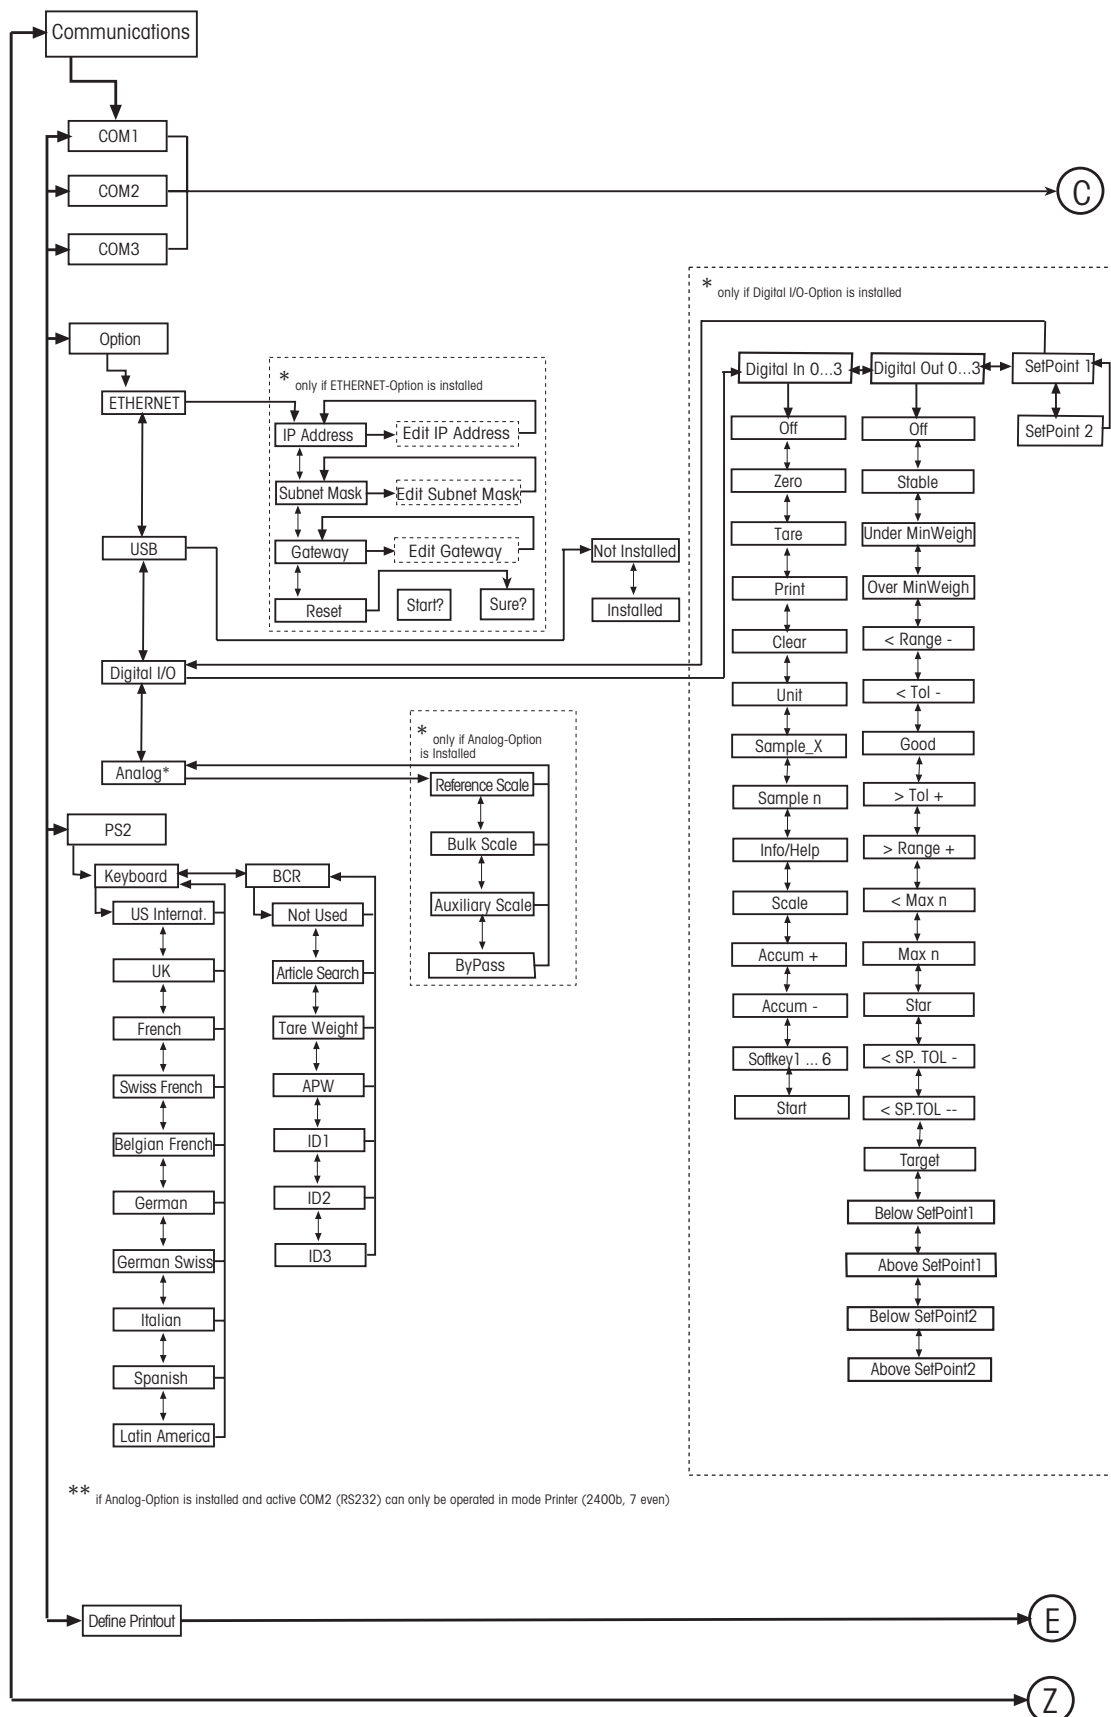 Communications
COM1
COM2
C
COM3
* only if Digital I/O-Option is installed
Option
ETHERNET
* only if ETHERNET-Option is installed
IP Address
Edit IP Address
Subnet Mask
Edit Subnet Mask
Gateway
Edit Gateway
Reset
Start?
Sure?
USB
Not Installed
Installed
Digital I/O
Analog*
* only if Analog-Option
is Installed
Reference Scale
Bulk Scale
Auxiliary Scale
ByPass
Digital In 0...3
Digital Out 0...3
SetPoint 1
SetPoint 2
Off
Zero
Tare
Print
Clear
Unit
Sample_X
Sample n
Info/Help
Scale
Accum +
Accum -
Softkey1 ... 6
Start
Off
Stable
Under MinWeigh
Over MinWeigh
< Range -
< Tol -
Good
> Tol +
> Range +
< Max n
Max n
Star
< SP. TOL -
< SP.TOL --
Target
Below SetPoint1
Above SetPoint1
Below SetPoint2
Above SetPoint2
PS2
Keyboard
BCR
US Internat.
UK
French
Swiss French
Belgian French
German
German Swiss
Italian
Spanish
Latin America
Not Used
Article Search
Tare Weight
APW
ID1
ID2
ID3
** if Analog-Option is installed and active COM2 (RS232) can only be operated in mode Printer (2400b, 7 even)
Define Printout
E
Z